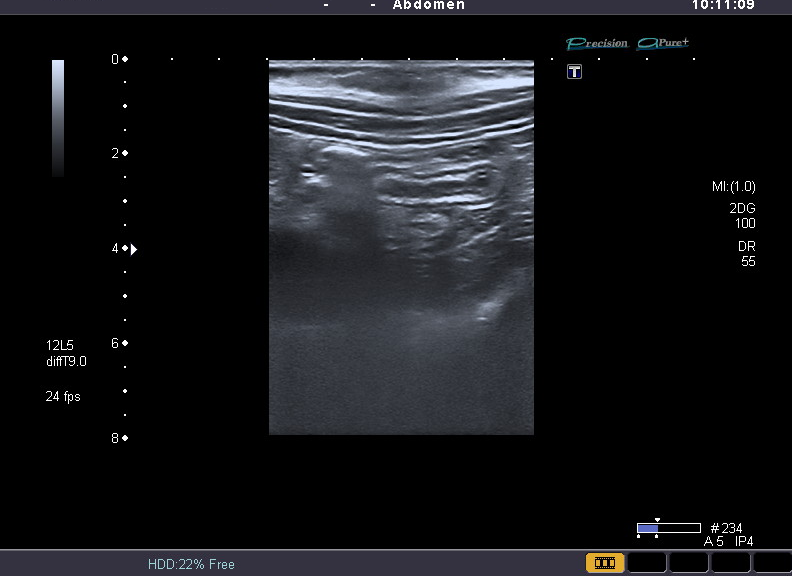 - - Abdomen 10:11:09
Precision APure+
T
0
2
4
6
8
MI:(1.0)
2DG
100
DR
55
12L5
diffT9.0
24 fps
#234
A 5 IP4
HDD:22% Free